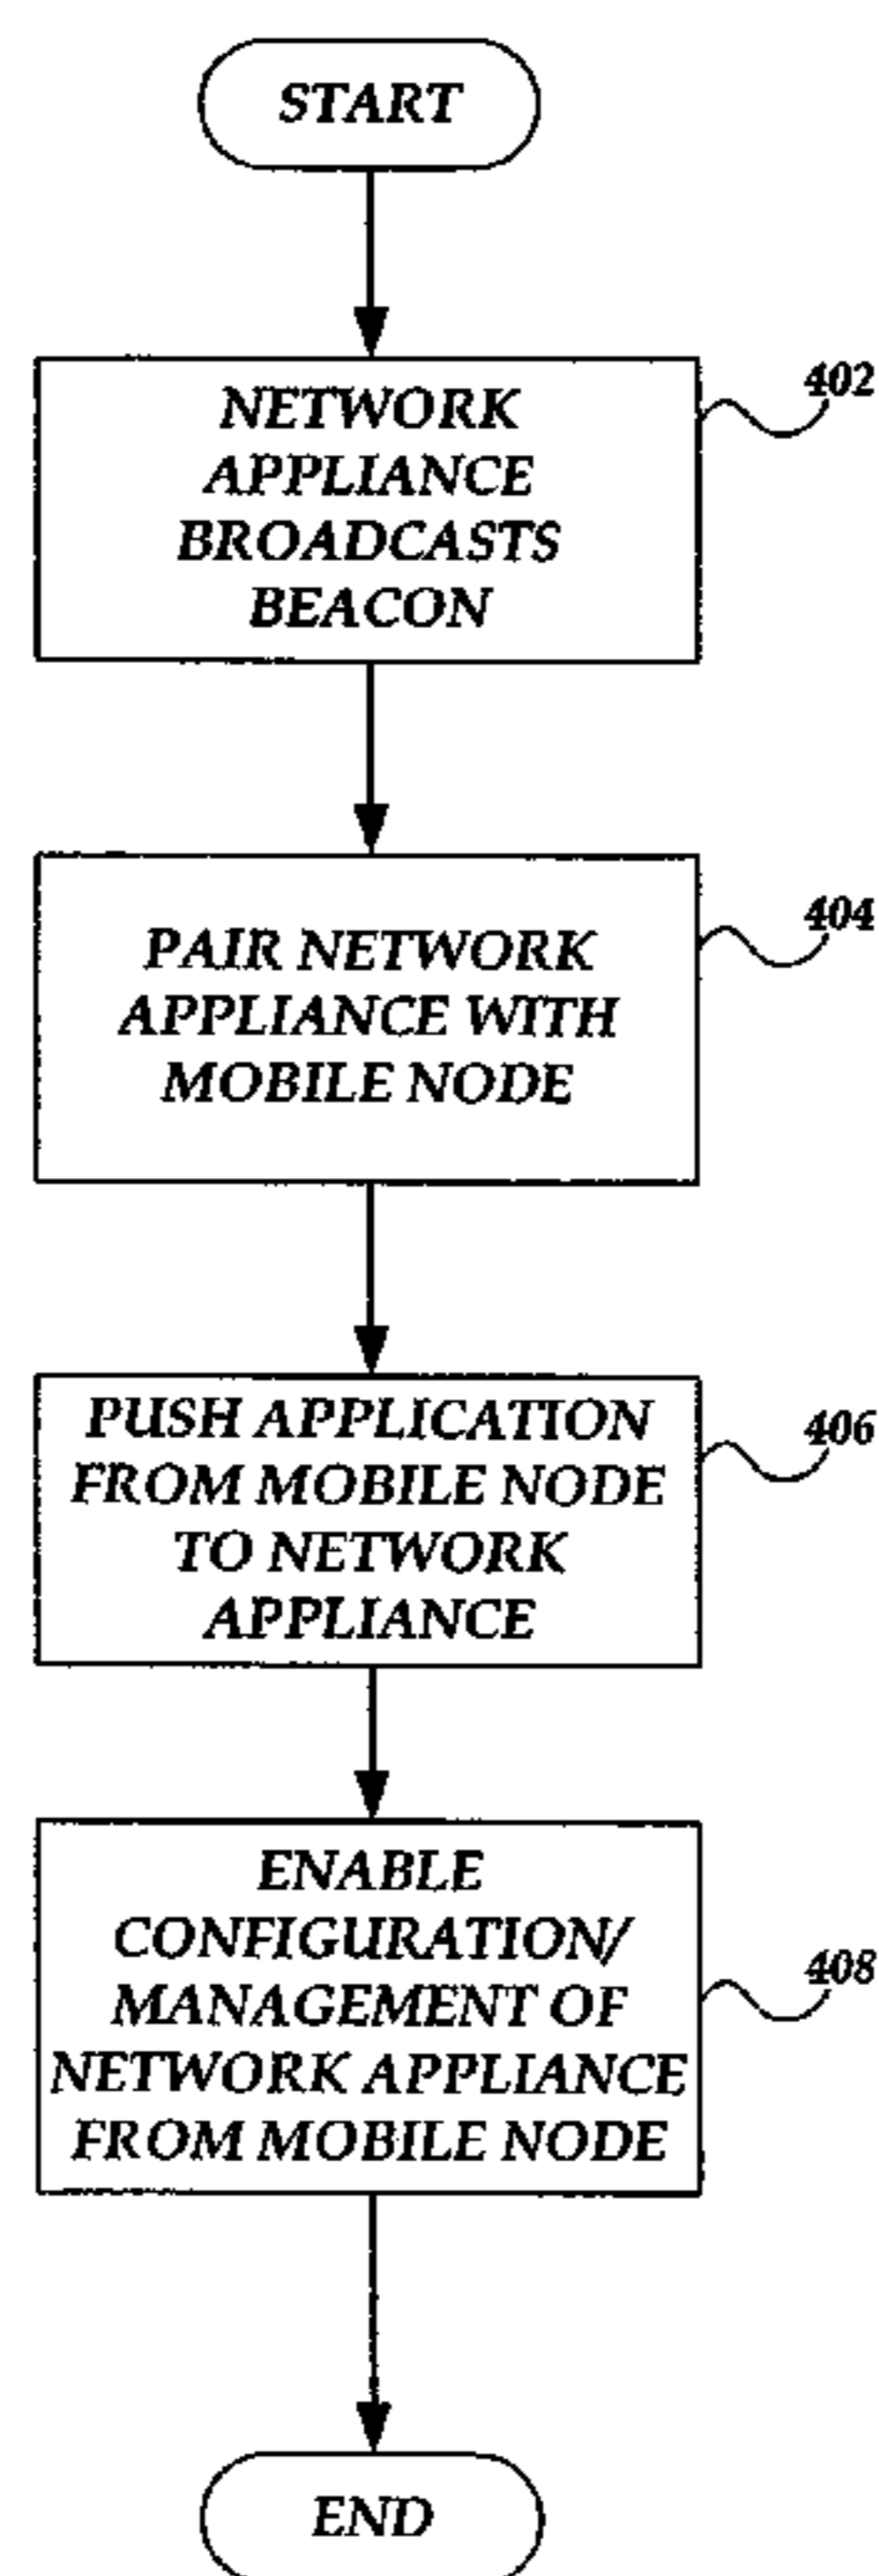 START
NETWORK
APPLIANCE
BROADCASTS
BEACON
402
PAIR NETWORK
APPLIANCE WITH
MOBILE NODE
404
PUSH APPLICATION
FROM MOBILE NODE
TO NETWORK
APPLIANCE
406
ENABLE
CONFIGURATION/
MANAGEMENT OF
NETWORK APPLIANCE
FROM MOBILE NODE
408
END